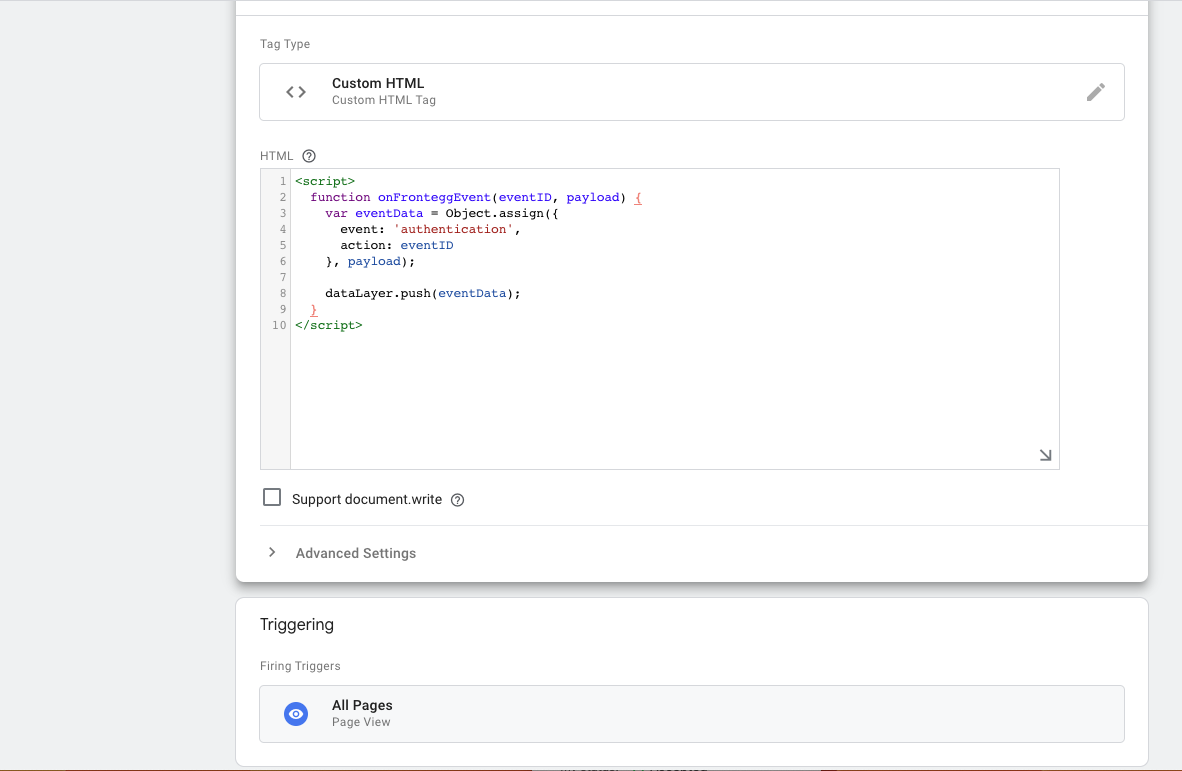 Tag Type
Custom HTML
Custom HTML Tag
HTML
1 <script>
2 function onFronteggEvent(eventID, payload) {
3 var eventData = Object.assign({
4 event: 'authentication',
5 action: eventID
6 }, payload);
7
8 dataLayer.push(eventData);
9 }
10 </script>
Support document.write
Advanced Settings
Triggering
Firing Triggers
All Pages
Page View